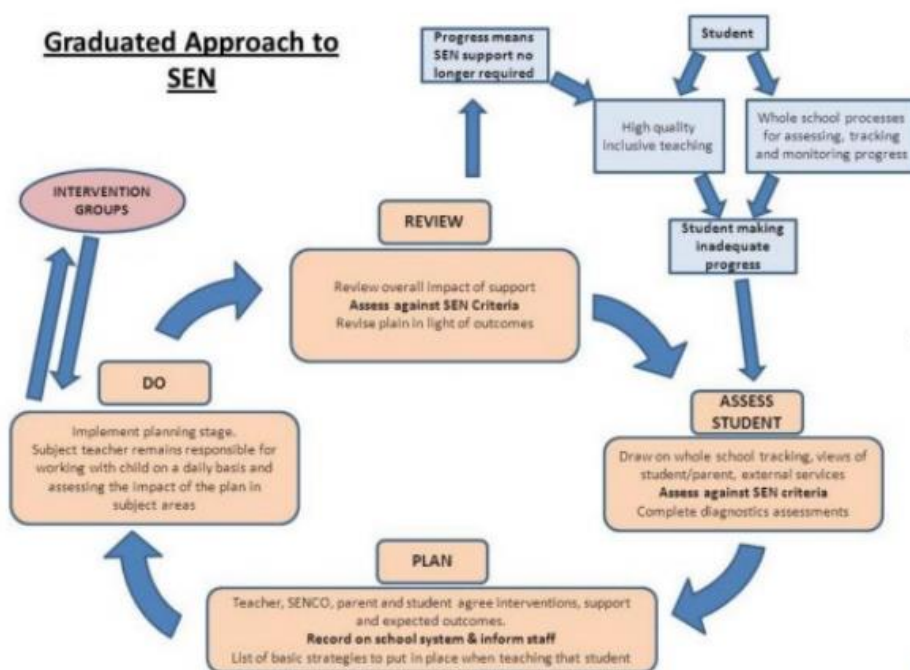 Graduated Approach to
SEN
Progress means
SEN support no
longer required
Student
High quality
inclusive teaching
Whole school processes
for assessing, tracking
and monitoring progress
Student making
inadequate
progress
INTERVENTION
GROUPS
REVIEW
Review overall impact of support
Assess against SEN Criteria
Revise plain in light of outcomes
DO
Implement planning stage.
Subject teacher remains responsible for
working with child on a daily basis and
assessing the impact of the plan in
subject areas
ASSESS
STUDENT
Draw on whole school tracking, views of
student/parent, external services
Assess against SEN criteria
Complete diagnostics assessments
PLAN
Teacher, SENCO, parent and student agree interventions, support
and expected outcomes.
Record on school system & inform staff
List of basic strategies to put in place when teaching that student